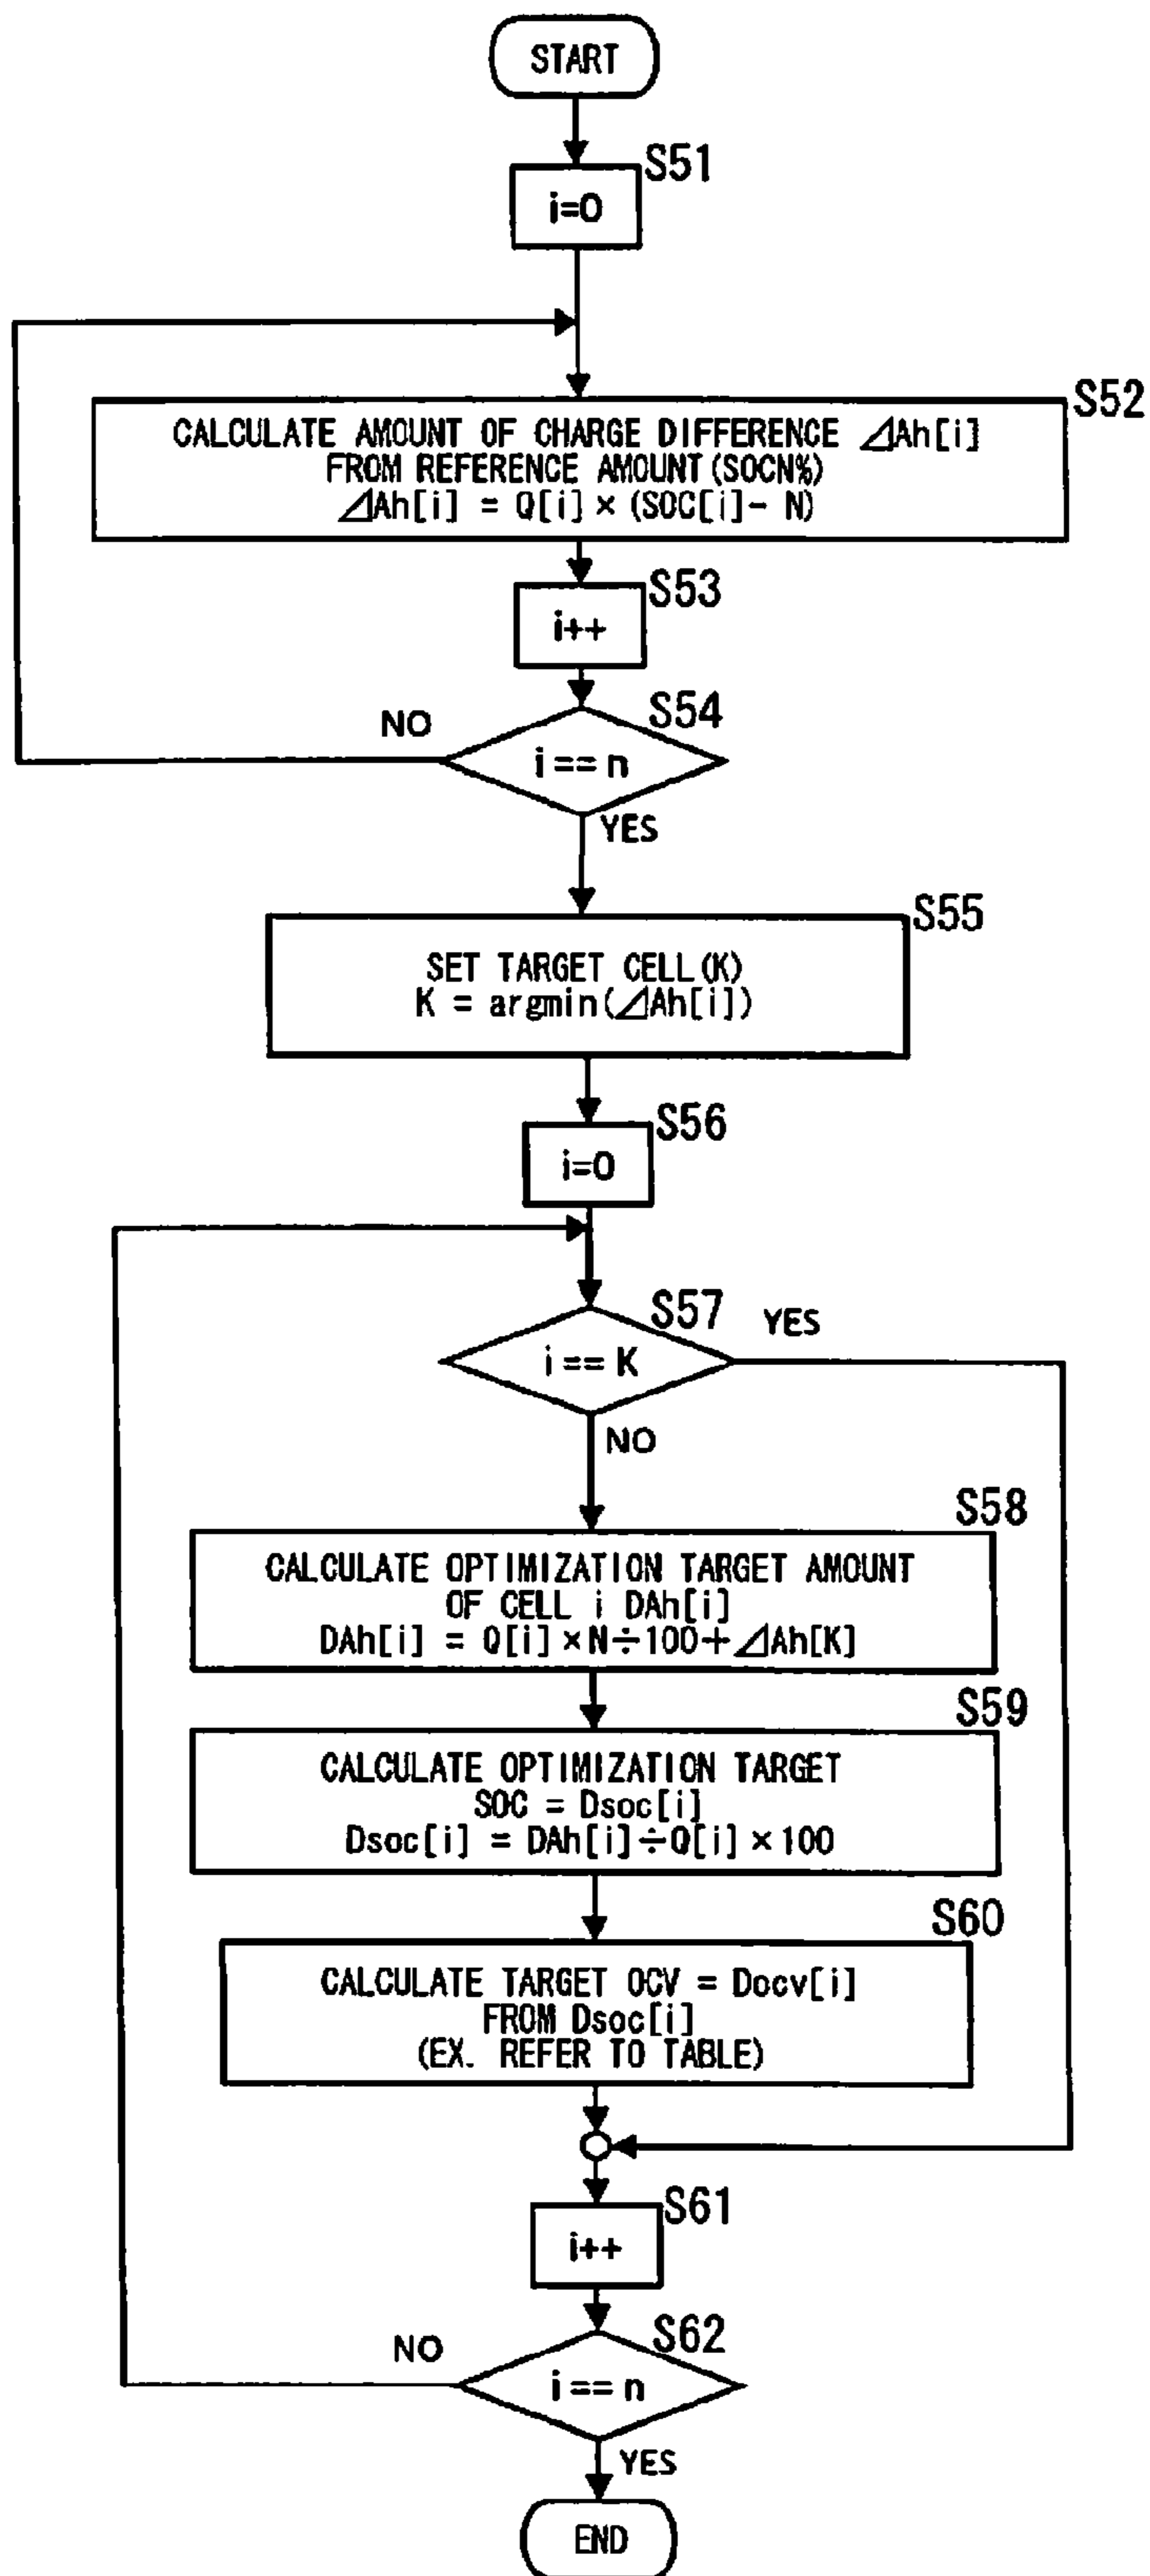 START
S51
i=0
S52
CALCULATE AMOUNT OF CHARGE DIFFERENCE ⊿Ah[i]
FROM REFERENCE AMOUNT(SOCN%)
⊿Ah[i] = Q[i] × (SOC[i]- N)
S53
i++
S54
NO
i == n
YES
S55
SET TARGET CELL(K)
K = argmin(⊿Ah[i])
S56
i=0
S57
YES
i == K
NO
S58
CALCULATE OPTIMIZATION TARGET AMOUNT
OF CELL i DAh[i]
DAh[i] = Q[i] × N÷100+⊿Ah[K]
S59
CALCULATE OPTIMIZATION TARGET
SOC = Dsoc[i]
Dsoc[i] = DAh[i]÷Q[i] × 100
S60
CALCULATE TARGET OCV = Docv[i]
FROM Dsoc[i]
(EX. REFER TO TABLE)
S61
i++
S62
NO
i == n
YES
END